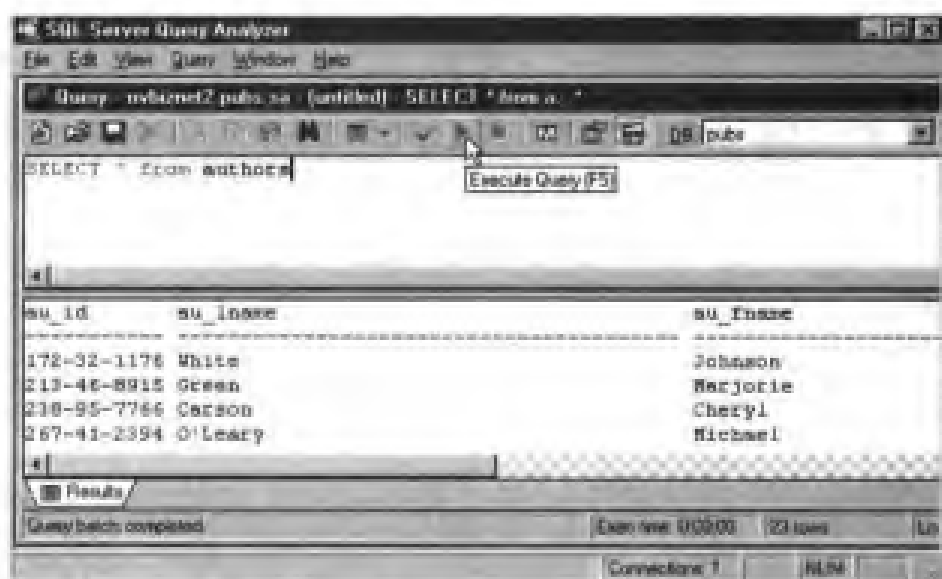 SQL Server Query Analyzer
File Edit View Query Window Help
Query - nvbiznet2.pubs.sa - (untitled) - SELECT * from a...*
DB: pubs
SELECT * from authors
Execute Query (F5)
au_id au_lname au_fname
172-32-1176 White Johnson
213-46-8915 Green Marjorie
238-95-7766 Carson Cheryl
267-41-2394 O'Leary Michael
Results
Query batch completed. Exec time: 0:00:00 23 rows
Connections: 1 NUM